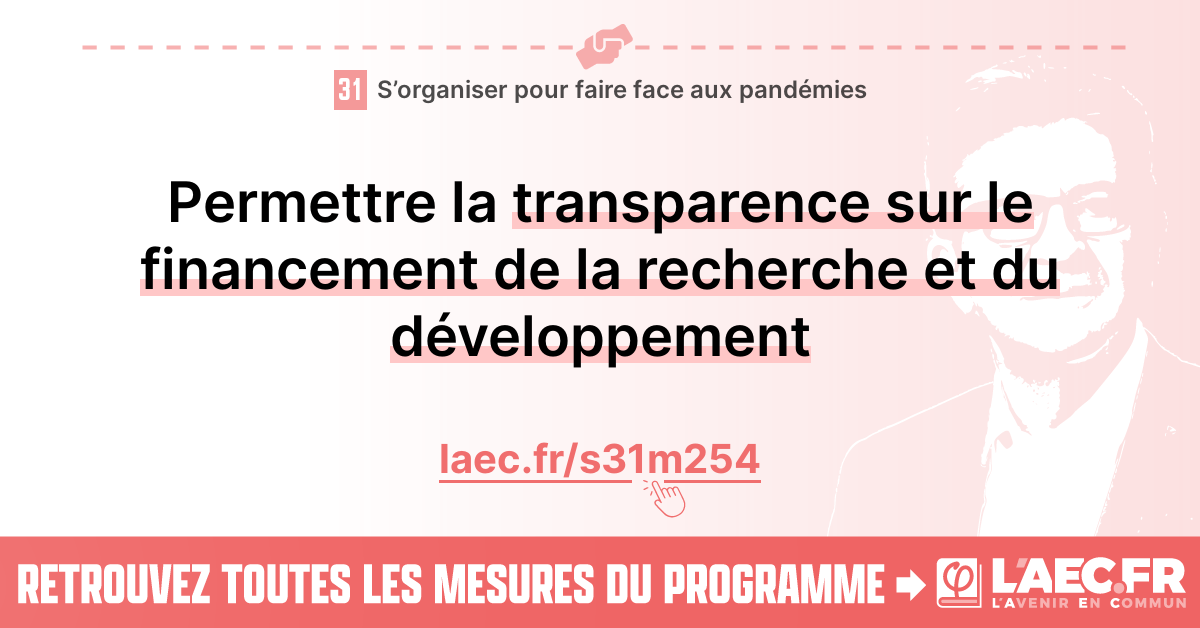 31 S’organiser pour faire face aux pandémies
Permettre la transparence sur le
financement de la recherche et du
développement
laec.fr/s31m254
RETROUVEZ TOUTES LES MESURES DU PROGRAMME
φ L'AEC.FR
L'AVENIR EN COMMUN